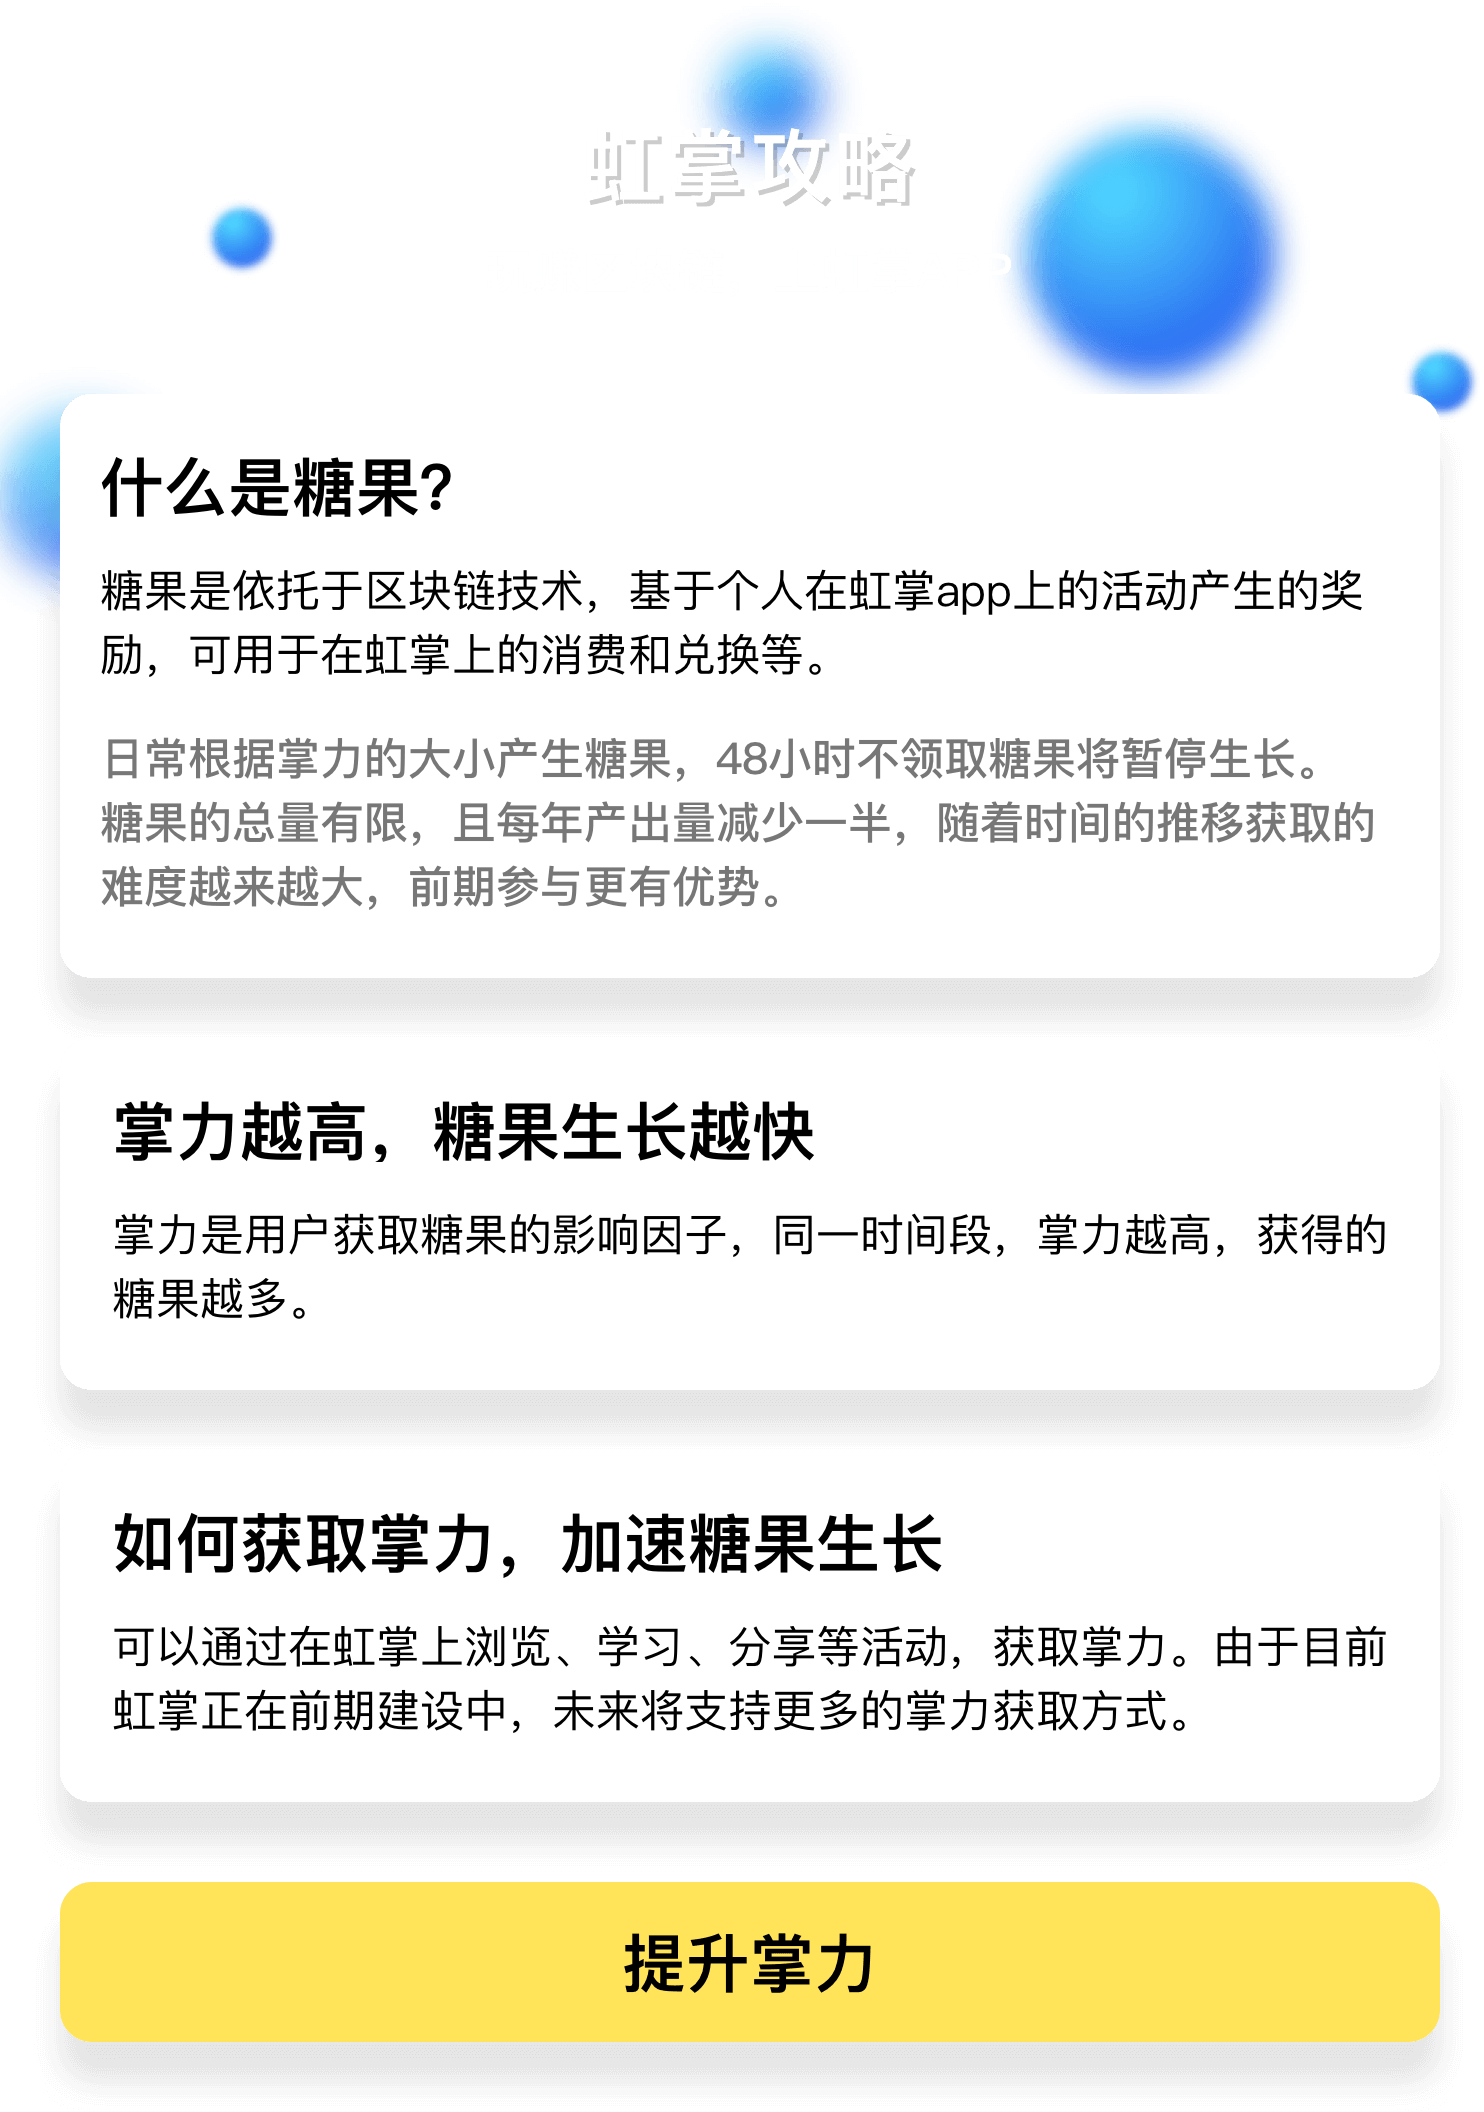 虹掌攻略
什么是糖果?
糖果是依托于区块链技术，基于个人在虹掌app上的活动产生的奖
励，可用于在虹掌上的消费和兑换等。
日常根据掌力的大小产生糖果，48小时不领取糖果将暂停生长。
糖果的总量有限，且每年产出量减少一半，随着时间的推移获取的
难度越来越大，前期参与更有优势。
掌力越高，糖果生长越快
掌力是用户获取糖果的影响因子，同一时间段，掌力越高，获得的
糖果越多。
如何获取掌力，加速糖果生长
可以通过在虹掌上浏览、学习、分享等活动，获取掌力。由于目前
虹掌正在前期建设中，未来将支持更多的掌力获取方式。
提升掌力